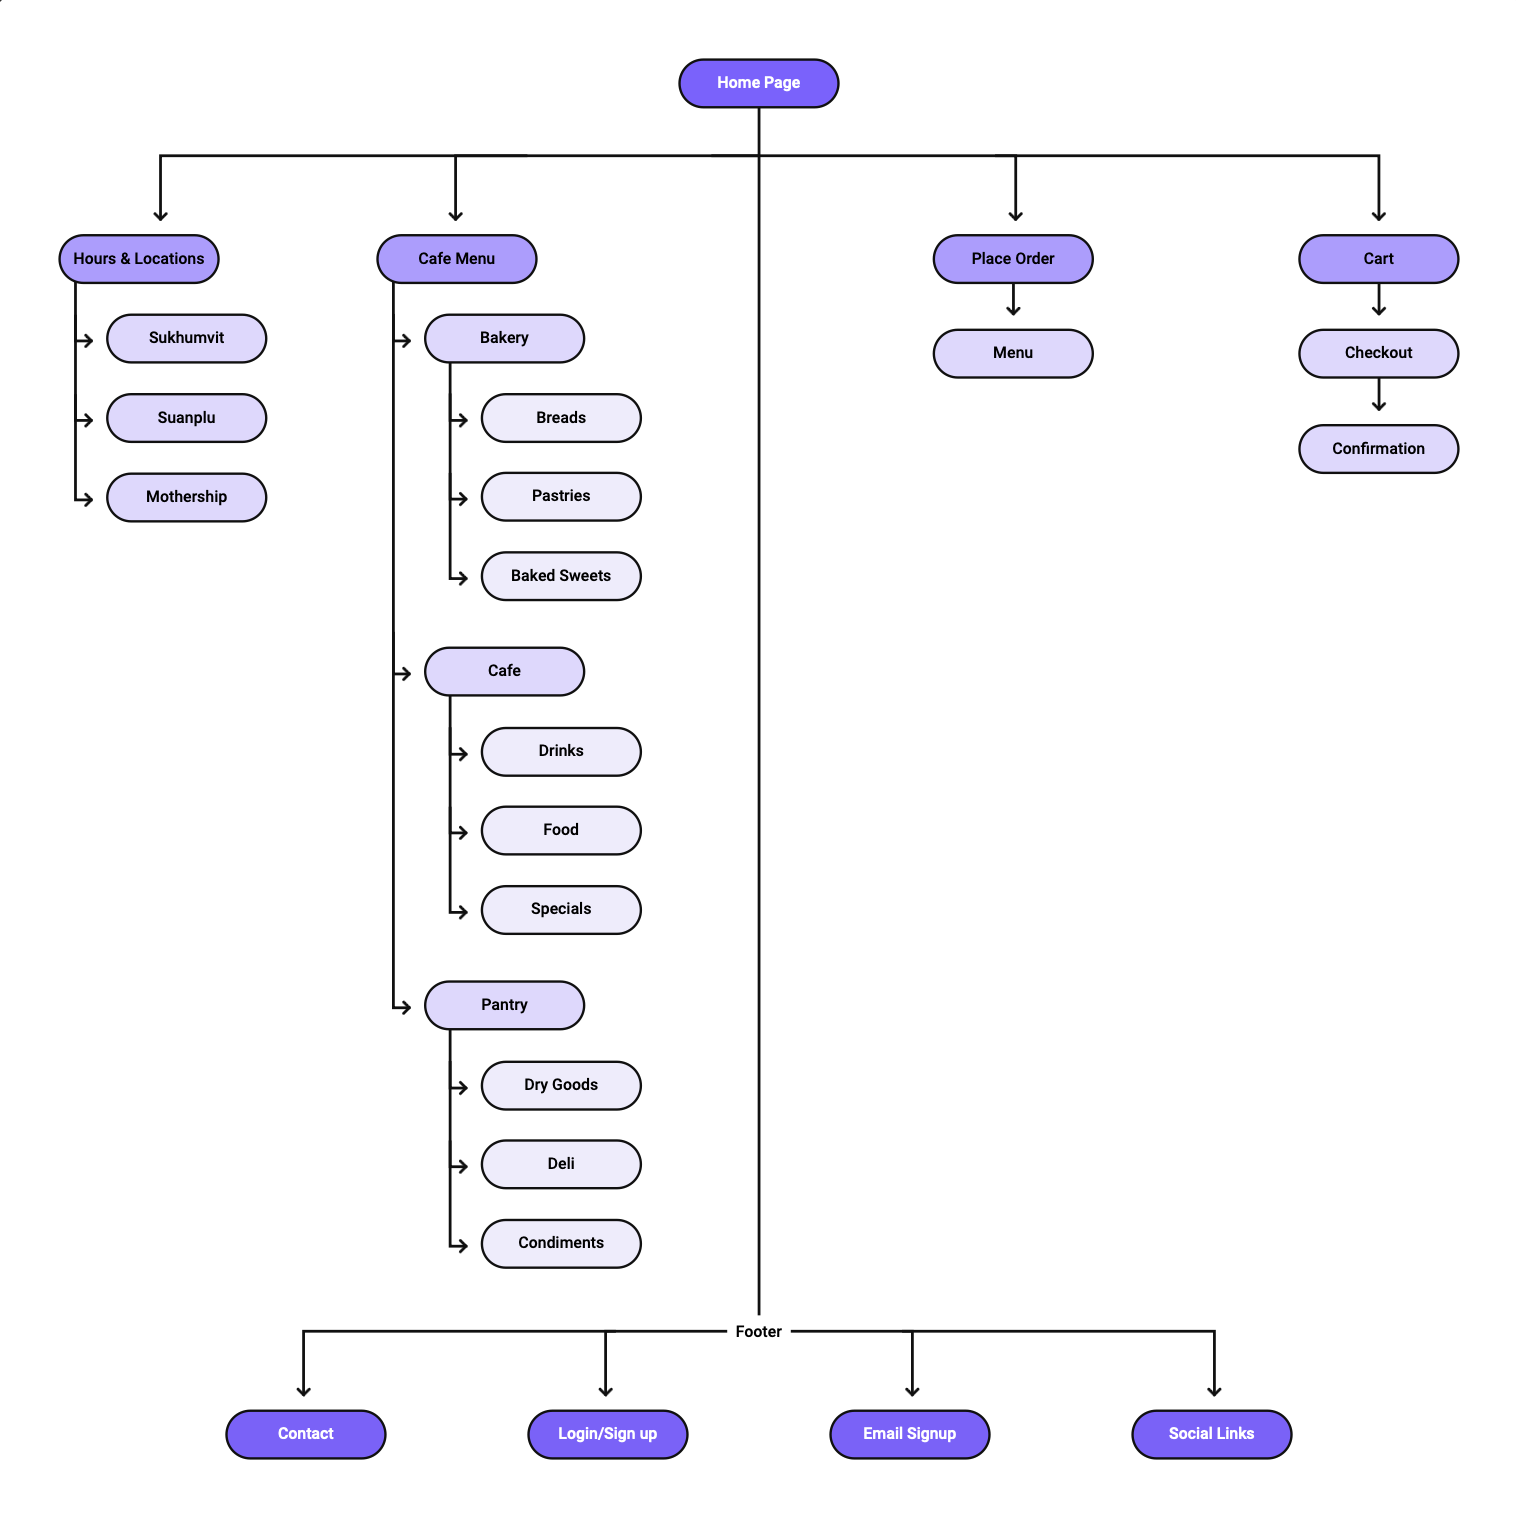 Home Page
Hours & Locations
Sukhumvit
Suanplu
Mothership
Cafe Menu
Bakery
Breads
Pastries
Baked Sweets
Cafe
Drinks
Food
Specials
Pantry
Dry Goods
Deli
Condiments
Place Order
Menu
Cart
Checkout
Confirmation
Footer
Contact
Login/Sign up
Email Signup
Social Links